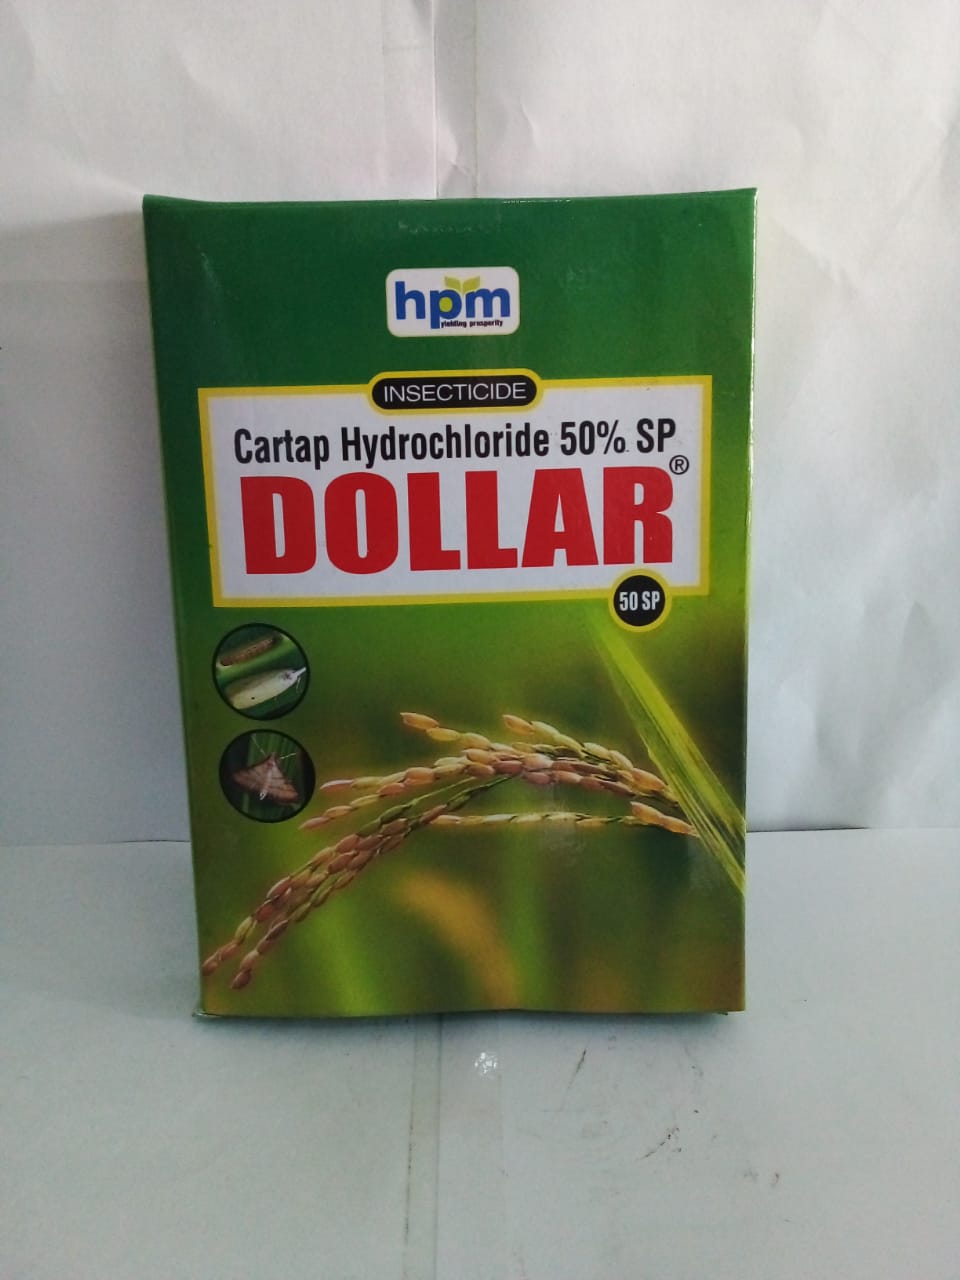 hpm
yielding prosperity
INSECTICIDE
Cartap Hydrochloride 50% SP
DOLLAR®
50 SP